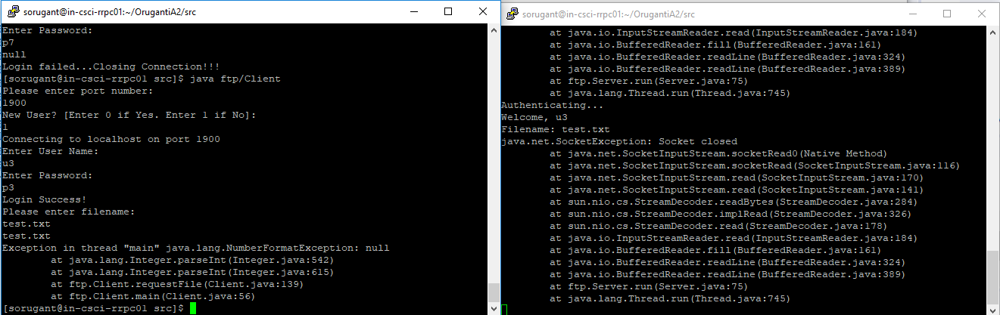 sorugant@in-csci-rrpc01:~/OrugantiA2/src
Enter Password:
p7
null
Login failed...Closing Connection!!!
[sorugant@in-csci-rrpc01 src]$ java ftp/Client
Please enter port number:
1900
New User? [Enter 0 if Yes. Enter 1 if No]:
1
Connecting to localhost on port 1900
Enter User Name:
u3
Enter Password:
p3
Login Success!
Please enter filename:
test.txt
test.txt
Exception in thread "main" java.lang.NumberFormatException: null
at java.lang.Integer.parseInt(Integer.java:542)
at java.lang.Integer.parseInt(Integer.java:615)
at ftp.Client.requestFile(Client.java:139)
at ftp.Client.main(Client.java:56)
[sorugant@in-csci-rrpc01 src]$
sorugant@in-csci-rrpc01:~/OrugantiA2/src
at java.io.InputStreamReader.read(InputStreamReader.java:184)
at java.io.BufferedReader.fill(BufferedReader.java:161)
at java.io.BufferedReader.readLine(BufferedReader.java:324)
at java.io.BufferedReader.readLine(BufferedReader.java:389)
at ftp.Server.run(Server.java:75)
at java.lang.Thread.run(Thread.java:745)
Authenticating...
Welcome, u3
Filename: test.txt
java.net.SocketException: Socket closed
at java.net.SocketInputStream.socketRead0(Native Method)
at java.net.SocketInputStream.socketRead(SocketInputStream.java:116)
at java.net.SocketInputStream.read(SocketInputStream.java:170)
at java.net.SocketInputStream.read(SocketInputStream.java:141)
at sun.nio.cs.StreamDecoder.readBytes(StreamDecoder.java:284)
at sun.nio.cs.StreamDecoder.implRead(StreamDecoder.java:326)
at sun.nio.cs.StreamDecoder.read(StreamDecoder.java:178)
at java.io.InputStreamReader.read(InputStreamReader.java:184)
at java.io.BufferedReader.fill(BufferedReader.java:161)
at java.io.BufferedReader.readLine(BufferedReader.java:324)
at java.io.BufferedReader.readLine(BufferedReader.java:389)
at ftp.Server.run(Server.java:75)
at java.lang.Thread.run(Thread.java:745)